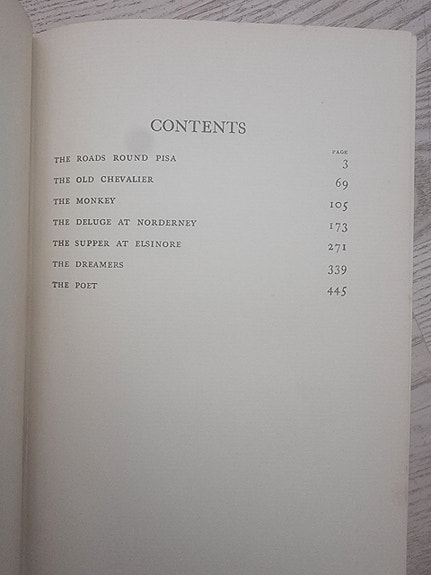 CONTENTS
PAGE
THE ROADS ROUND PISA 3
THE OLD CHEVALIER 69
THE MONKEY 105
THE DELUGE AT NORDERNEY 173
THE SUPPER AT ELSINORE 271
THE DREAMERS 339
THE POET 445